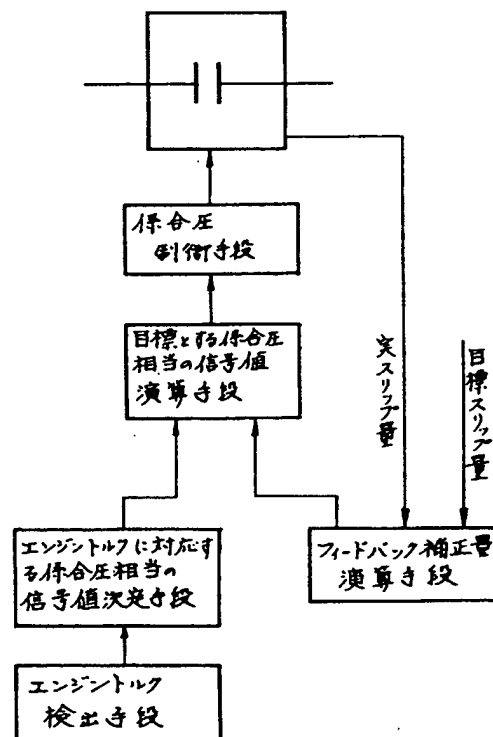 係合圧
制御手段
目標とする係合圧
相当の信号値
演算手段
実スリップ量
目標スリップ量
エンジントルクに対応す
る係合圧相当の
信号値決定手段
フィードバック補正量
演算手段
エンジントルク
検出手段